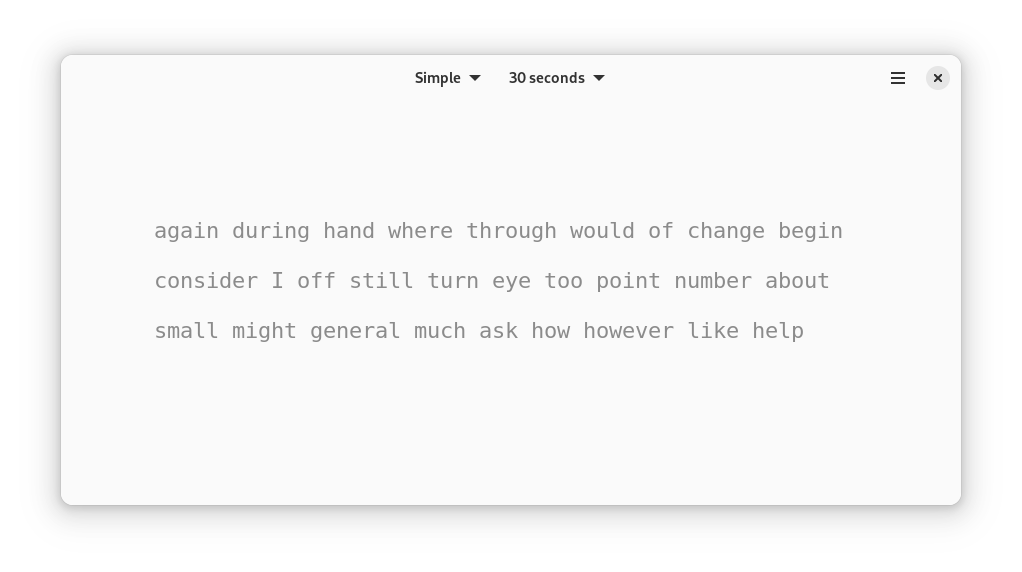 Simple 30 seconds
again during hand where through would of change begin
consider I off still turn eye too point number about
small might general much ask how however like help